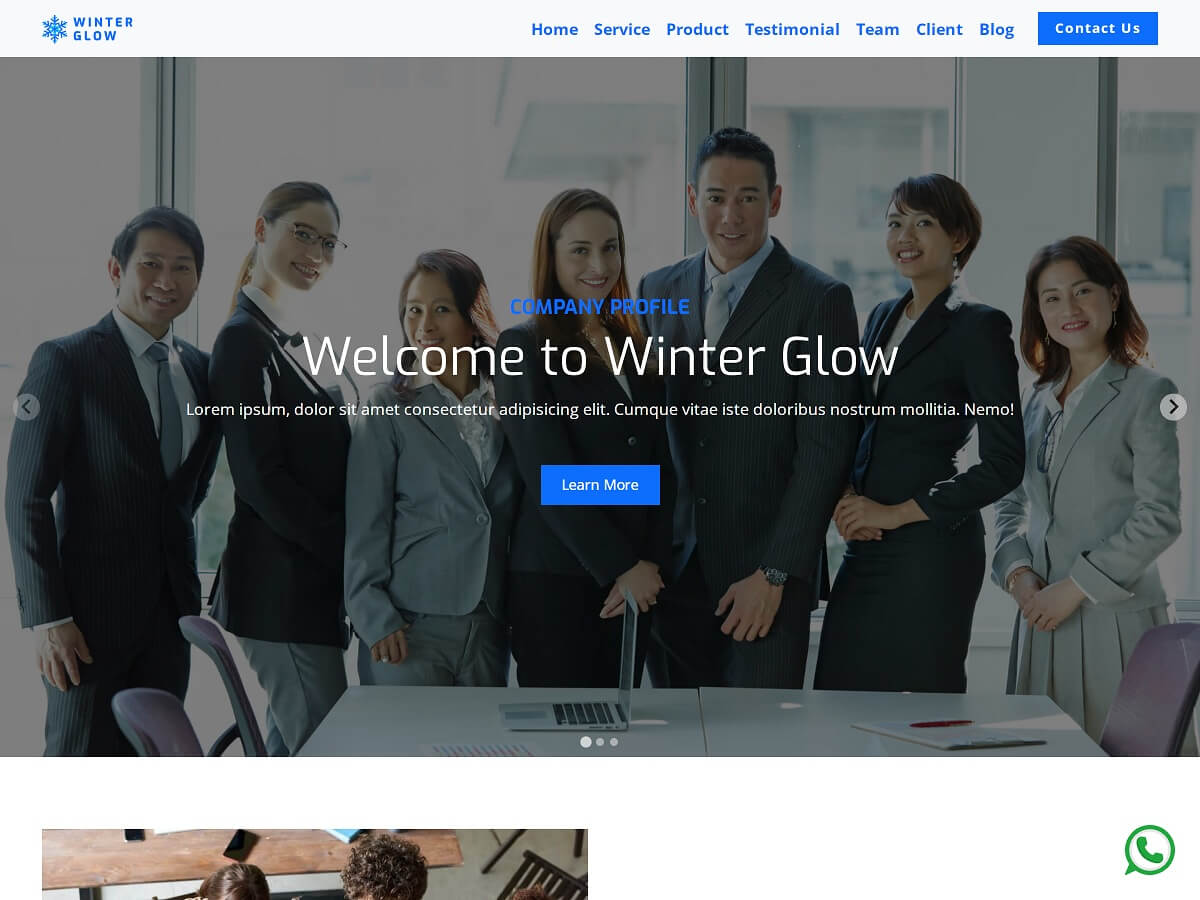 WINTER
GLOW
Home Service Product Testimonial Team Client Blog Contact Us
COMPANY PROFILE
Welcome to Winter Glow
Lorem ipsum, dolor sit amet consectetur adipisicing elit. Cumque vitae iste doloribus nostrum mollitia. Nemo!
Learn More